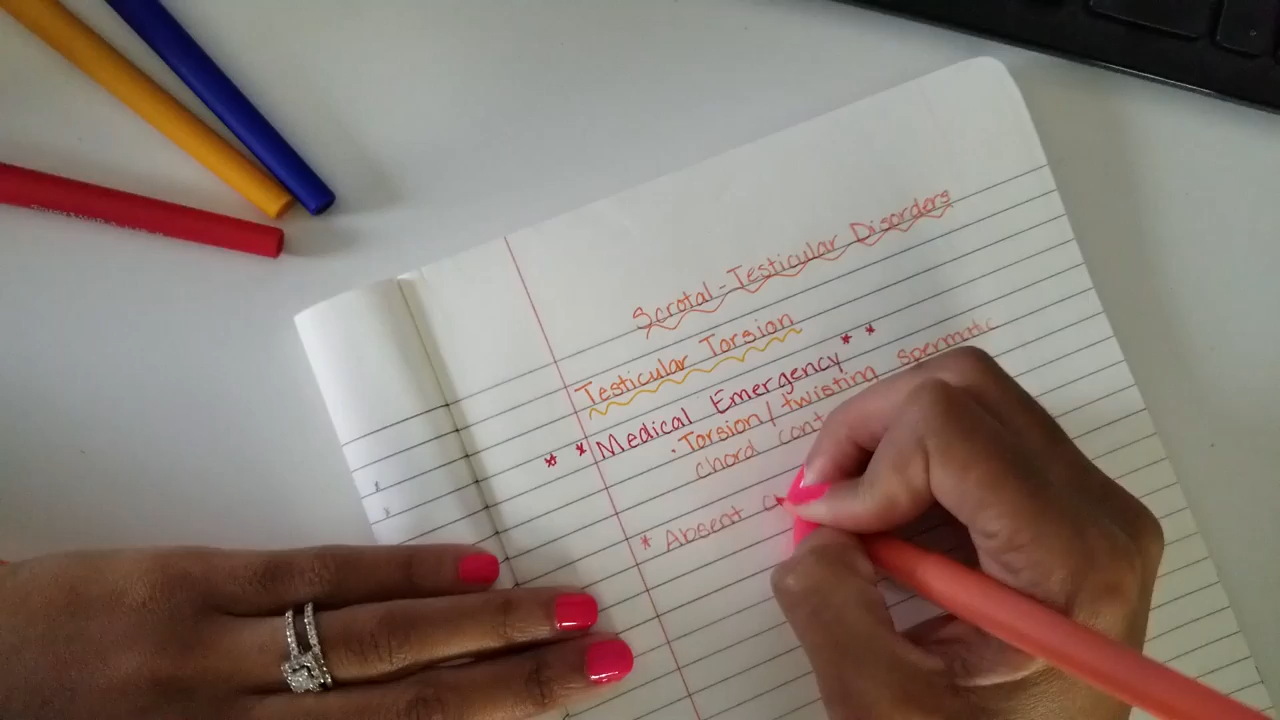 Scrotal-Testicular Disorders
Testicular Torsion
* * Medical Emergency * *
· Torsion/twisting spermatic
chord
* Absent